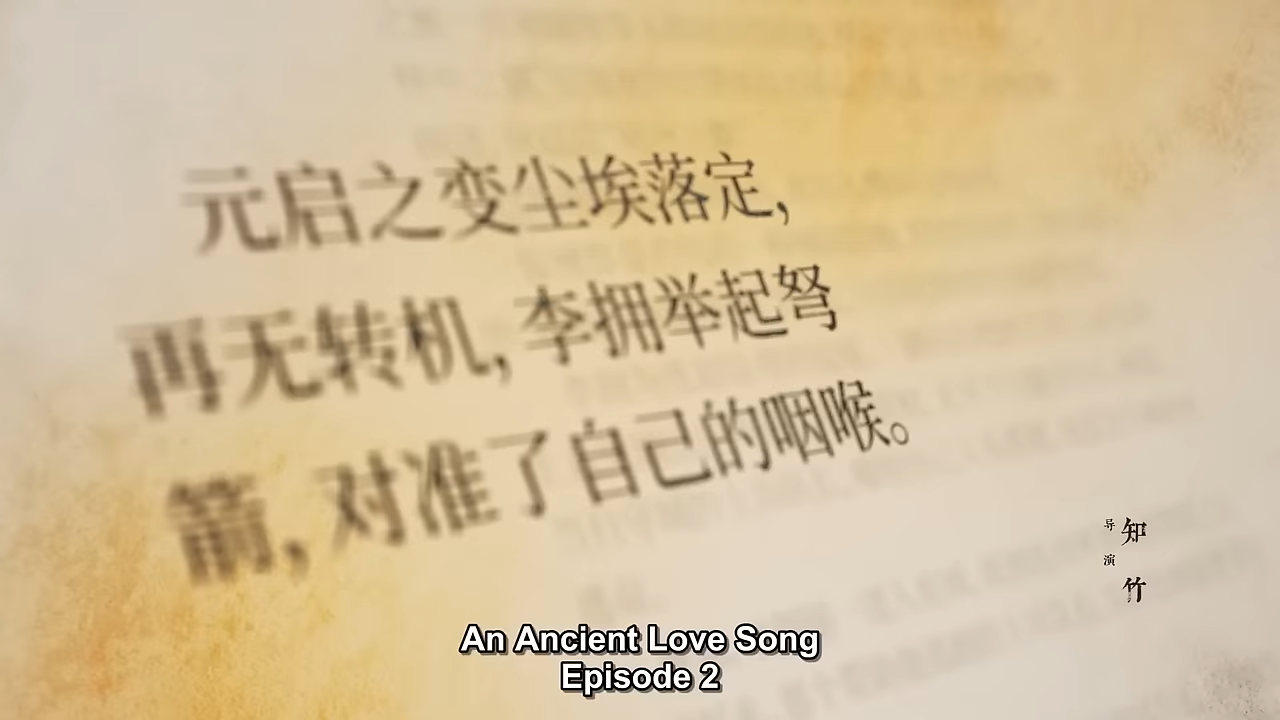 元启之变尘埃落定，
再无转机，李拥举起弩
箭，对准了自己的咽喉。
导演
知竹
An Ancient Love Song
Episode 2